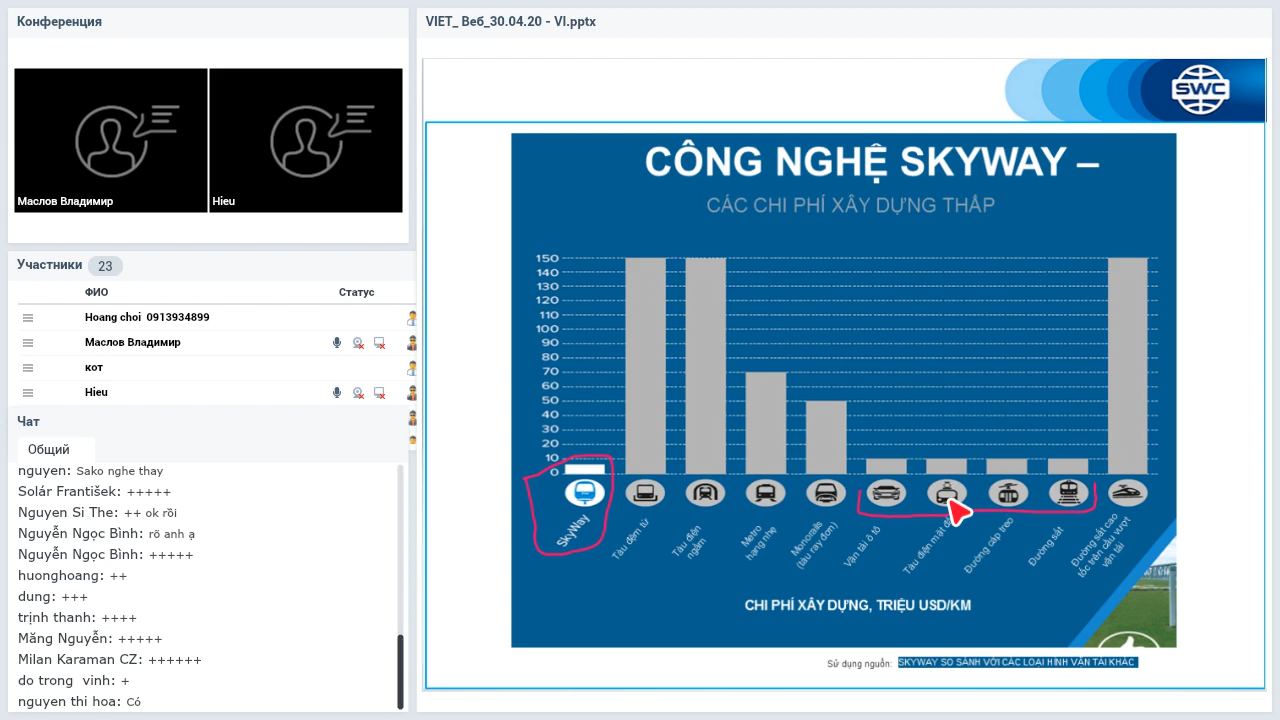 Конференция
Маслов Владимир
Hieu
Участники 23
ФИО Статус
Hoang choi 0913934899
Маслов Владимир
кот
Hieu
Чат
Общий
nguyen: Sako nghe thay
Solár František: +++++
Nguyen Si The: ++ ok rồi
Nguyễn Ngọc Bình: rõ anh ạ
Nguyễn Ngọc Bình: +++++
huonghoang: ++
dung: +++
trịnh thanh: ++++
Măng Nguyễn: +++++
Milan Karaman CZ: ++++++
do trong vinh: +
nguyen thi hoa: Có
VIET_ Веб_30.04.20 - VI.pptx
SWC
CÔNG NGHỆ SKYWAY –
CÁC CHI PHÍ XÂY DỰNG THẤP
150
140
130
120
110
100
90
80
70
60
50
40
30
20
10
0
SkyWay
Tàu đệm từ
Tàu điện
ngầm
Metro
hạng nhẹ
Monorails
(tàu ray đơn)
Vận tải ô tô
Tàu điện mặt
Đường cáp treo
Đường sắt
Đường sắt cao
tốc trên cầu vượt
vận tải
CHI PHÍ XÂY DỰNG, TRIỆU USD/KM
Sử dụng nguồn: SKYWAY SO SÁNH VỚI CÁC LOẠI HÌNH VẬN TẢI KHÁC